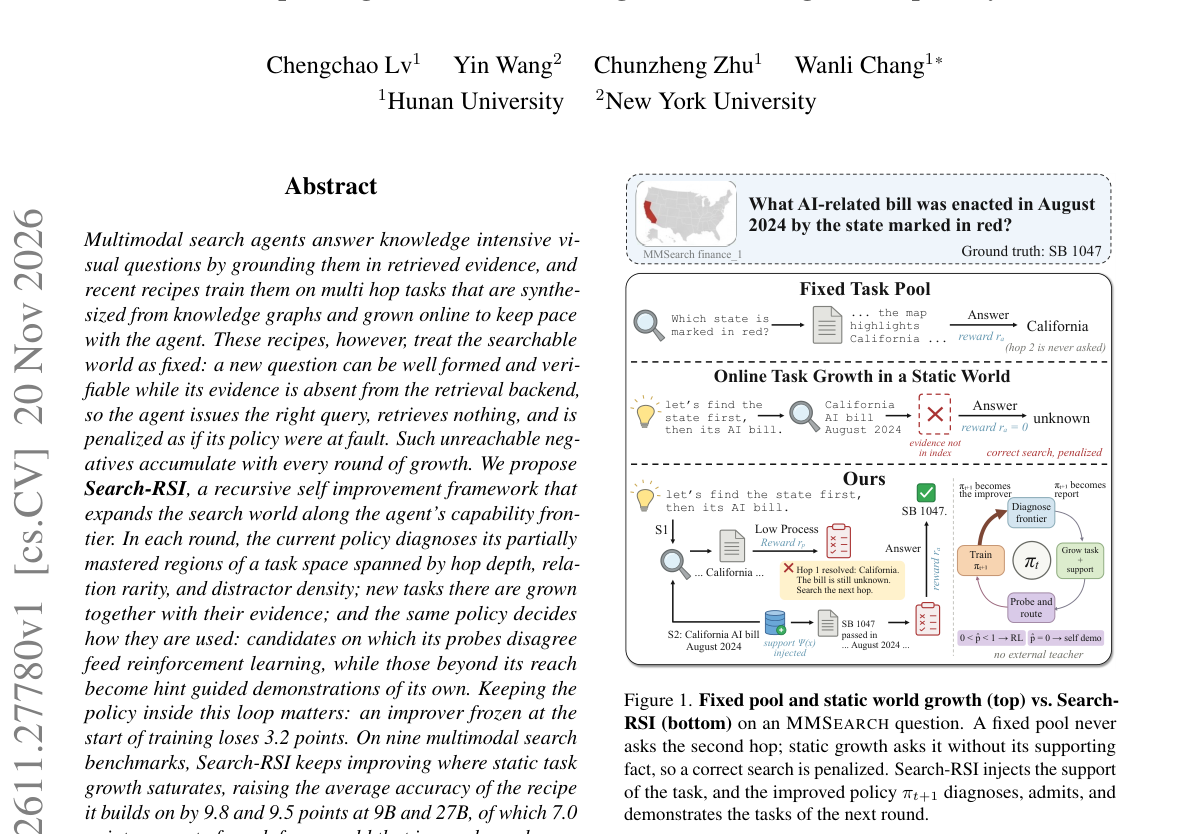 Chengchao Lv1 Yin Wang2 Chunzheng Zhu1 Wanli Chang1*
1Hunan University 2New York University
2611.27780v1 [cs.CV] 20 Nov 2026
Abstract
Multimodal search agents answer knowledge intensive vi-
sual questions by grounding them in retrieved evidence, and
recent recipes train them on multi hop tasks that are synthe-
sized from knowledge graphs and grown online to keep pace
with the agent. These recipes, however, treat the searchable
world as fixed: a new question can be well formed and veri-
fiable while its evidence is absent from the retrieval backend,
so the agent issues the right query, retrieves nothing, and is
penalized as if its policy were at fault. Such unreachable neg-
atives accumulate with every round of growth. We propose
Search-RSI, a recursive self improvement framework that
expands the search world along the agent's capability fron-
tier. In each round, the current policy diagnoses its partially
mastered regions of a task space spanned by hop depth, rela-
tion rarity, and distractor density; new tasks there are grown
together with their evidence; and the same policy decides
how they are used: candidates on which its probes disagree
feed reinforcement learning, while those beyond its reach
become hint guided demonstrations of its own. Keeping the
policy inside this loop matters: an improver frozen at the
start of training loses 3.2 points. On nine multimodal search
benchmarks, Search-RSI keeps improving where static task
growth saturates, raising the average accuracy of the recipe
it builds on by 9.8 and 9.5 points at 9B and 27B, of which 7.0
What AI-related bill was enacted in August
2024 by the state marked in red?
MMSearch finance_1
Ground truth: SB 1047
Fixed Task Pool
Which state is
marked in red?
... the map
highlights
California ...
Answer
reward ra
California
(hop 2 is never asked)
Online Task Growth in a Static World
let's find the
state first,
then its AI bill.
California
AI bill
August 2024
evidence not
in index
Answer
reward ra = 0
unknown
correct search, penalized
Ours
let's find the state first,
then its AI bill.
S1
... California ...
Low Process
Reward rp
Hop 1 resolved: California.
The bill is still unknown.
Search the next hop.
S2: California AI bill
August 2024
support Ψ(x)
injected
SB 1047
passed in
... August 2024 ...
Answer
reward ra
SB 1047.
πt+1 becomes
the improver
πt+1 becomes
report
Diagnose
frontier
Grow task
+
support
Probe and
route
Train
πt+1
πt
0 < p̂ < 1 → RL
p̂ = 0 → self demo
no external teacher
Figure 1. Fixed pool and static world growth (top) vs. Search-
RSI (bottom) on an MMSEARCH question. A fixed pool never
asks the second hop; static growth asks it without its supporting
fact, so a correct search is penalized. Search-RSI injects the support
of the task, and the improved policy πt+1 diagnoses, admits, and
demonstrates the tasks of the next round.